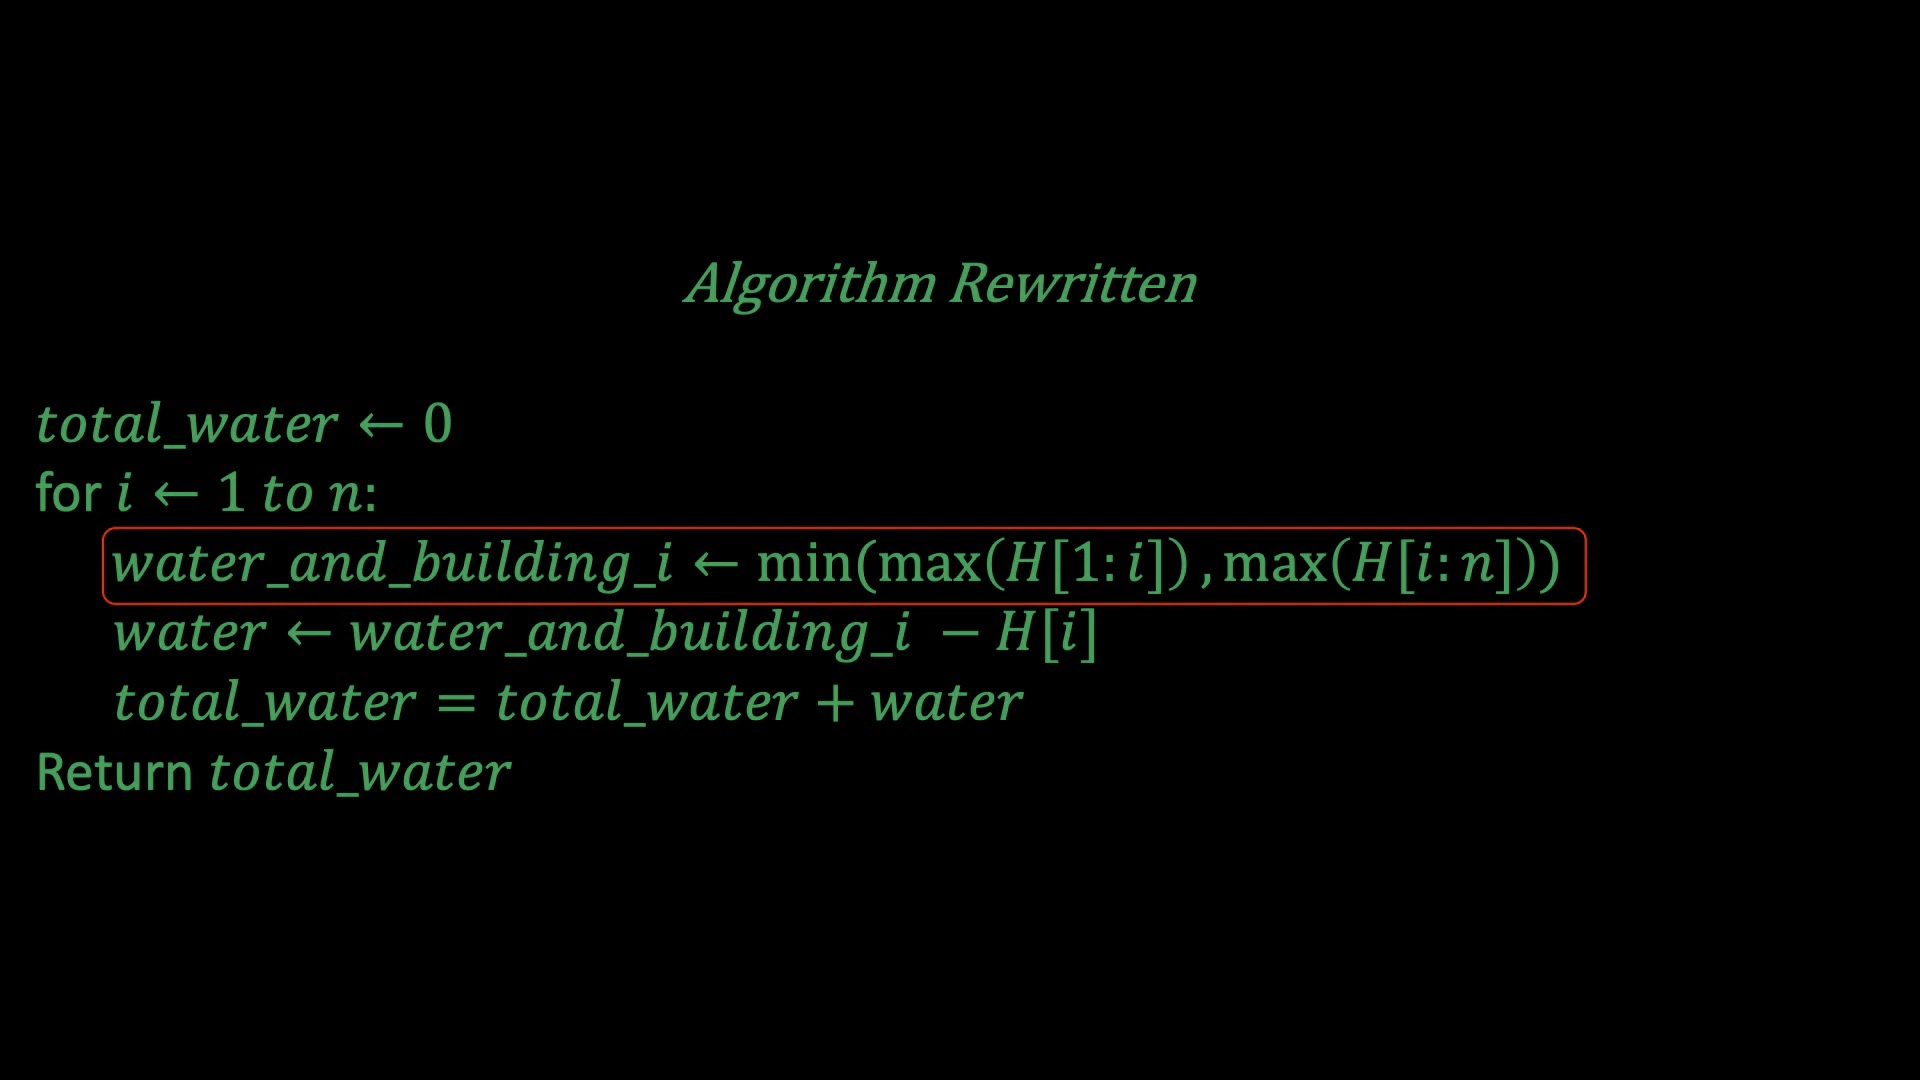 Algorithm Rewritten
total_water ← 0
for i ← 1 to n:
water_and_building_i ← min(max(H[1:i]),max(H[i:n]))
water ← water_and_building_i − H[i]
total_water = total_water + water
Return total_water